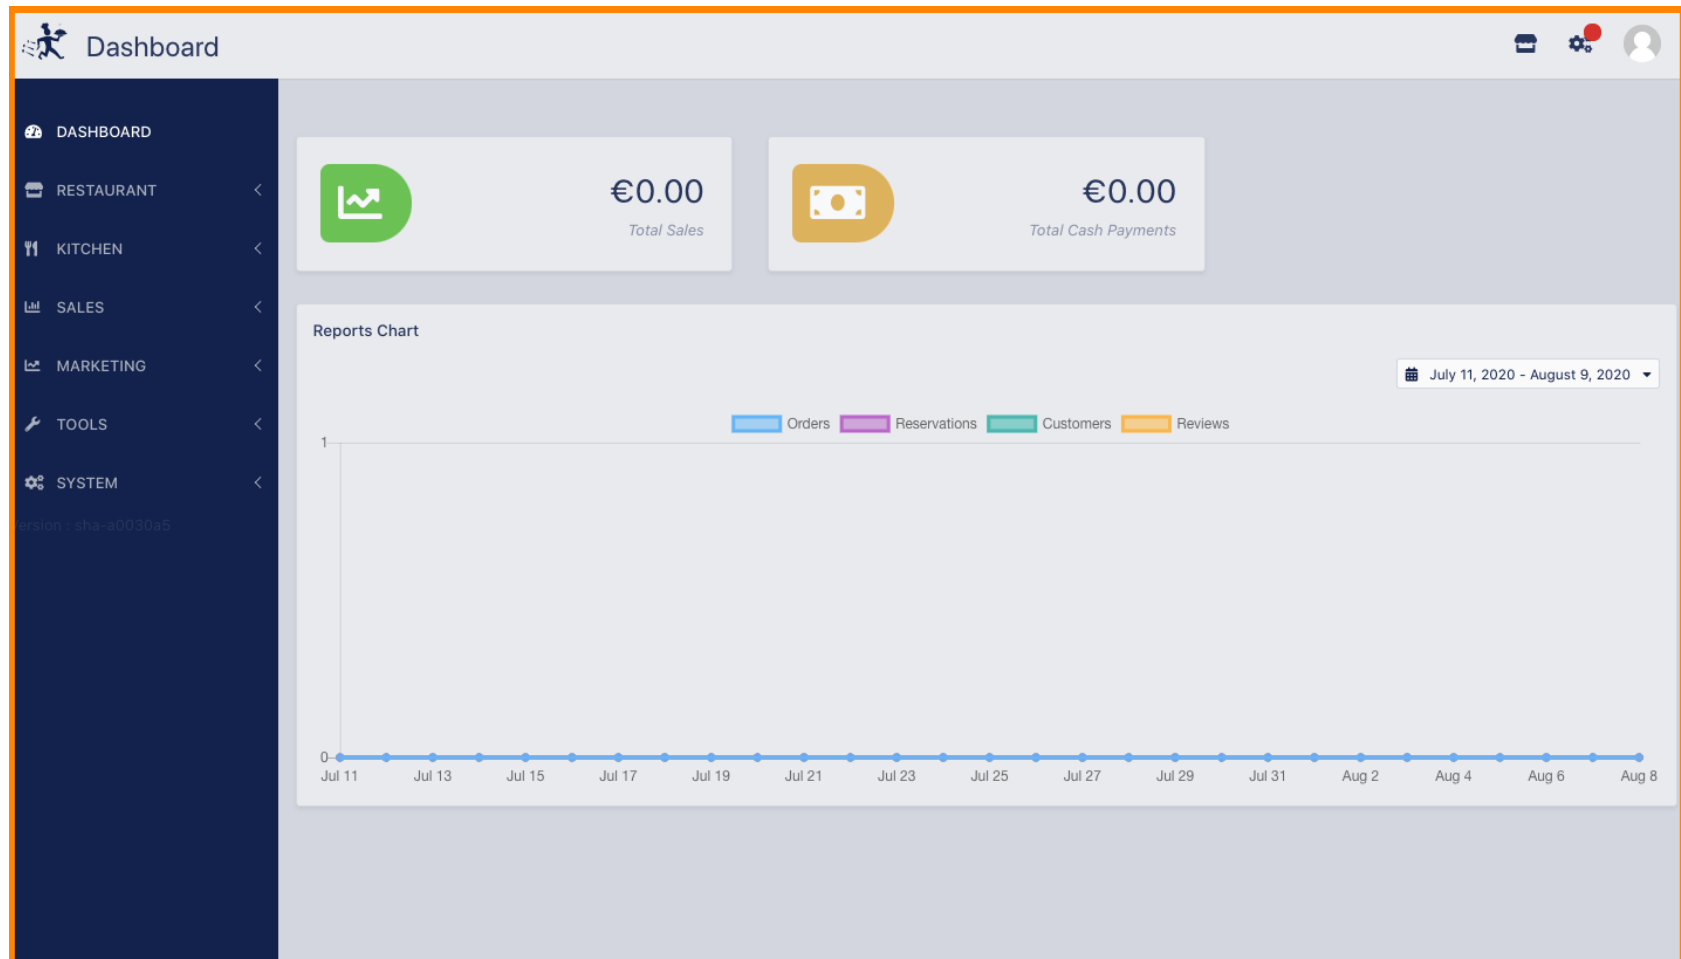 Dashboard
DASHBOARD
RESTAURANT
KITCHEN
SALES
MARKETING
TOOLS
SYSTEM
Version : sha-a0030a5
€0.00
Total Sales
€0.00
Total Cash Payments
Reports Chart
July 11, 2020 - August 9, 2020
Orders Reservations Customers Reviews
1
0
Jul 11 Jul 13 Jul 15 Jul 17 Jul 19 Jul 21 Jul 23 Jul 25 Jul 27 Jul 29 Jul 31 Aug 2 Aug 4 Aug 6 Aug 8